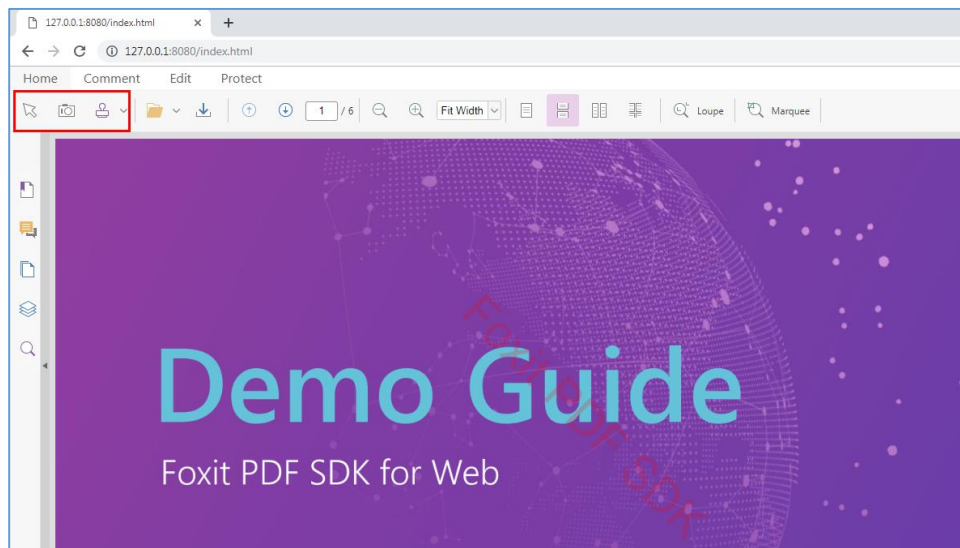 127.0.0.1:8080/index.html
127.0.0.1:8080/index.html
Home Comment Edit Protect
1 / 6 Fit Width Loupe Marquee
Demo Guide
Foxit PDF SDK for Web
Foxit PDF SDK